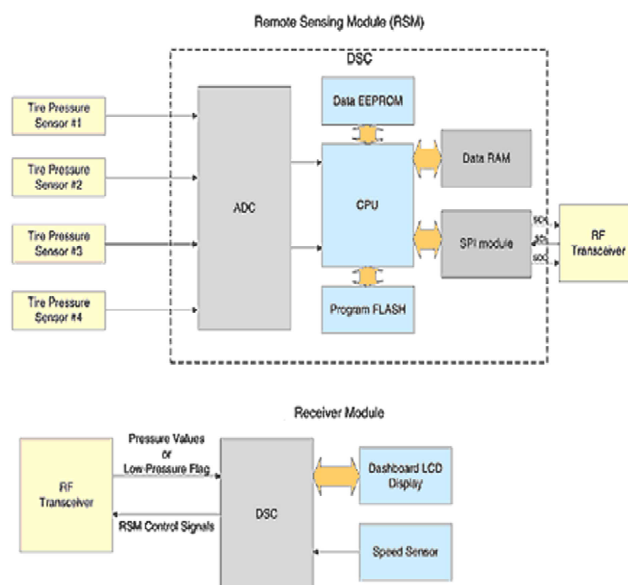 Remote Sensing Module (RSM)
DSC
Tire Pressure
Sensor #1
Tire Pressure
Sensor #2
Tire Pressure
Sensor #3
Tire Pressure
Sensor #4
ADC
Data EEPROM
CPU
Data RAM
SPI module
Program FLASH
RF
Transceiver
Receiver Module
RF
Transceiver
Pressure Values
or
Low-Pressure Flag
RSM Control Signals
DSC
Dashboard LCD
Display
Speed Sensor